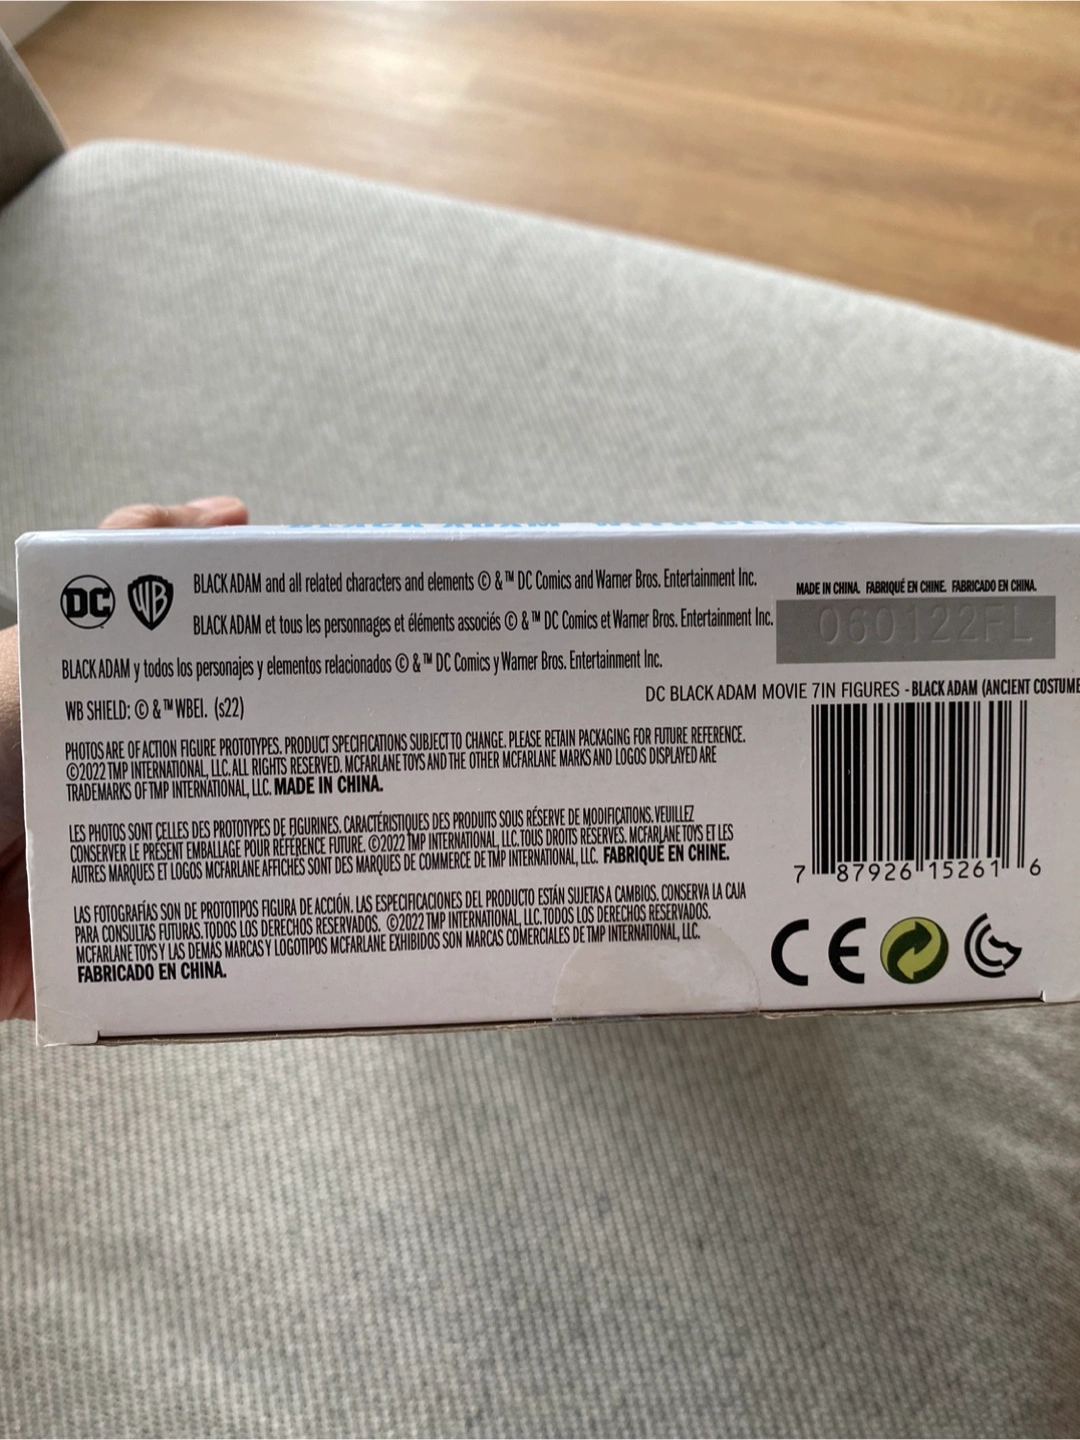 BLACK ADAM WITH CLOAK
DC WB BLACK ADAM and all related characters and elements © & ™ DC Comics and Warner Bros. Entertainment Inc.
BLACK ADAM et tous les personnages et éléments associés © & ™ DC Comics et Warner Bros. Entertainment Inc.
BLACK ADAM y todos los personajes y elementos relacionados © & ™ DC Comics y Warner Bros. Entertainment Inc.
WB SHIELD: © & ™ WBEI. (s22)
PHOTOS ARE OF ACTION FIGURE PROTOTYPES. PRODUCT SPECIFICATIONS SUBJECT TO CHANGE. PLEASE RETAIN PACKAGING FOR FUTURE REFERENCE.
©2022 TMP INTERNATIONAL, LLC. ALL RIGHTS RESERVED. MCFARLANE TOYS AND THE OTHER MCFARLANE MARKS AND LOGOS DISPLAYED ARE
TRADEMARKS OF TMP INTERNATIONAL, LLC. MADE IN CHINA.
LES PHOTOS SONT CELLES DES PROTOTYPES DE FIGURINES. CARACTÉRISTIQUES DES PRODUITS SOUS RÉSERVE DE MODIFICATIONS. VEUILLEZ
CONSERVER LE PRÉSENT EMBALLAGE POUR RÉFÉRENCE FUTURE. ©2022 TMP INTERNATIONAL, LLC. TOUS DROITS RÉSERVÉS. MCFARLANE TOYS ET LES
AUTRES MARQUES ET LOGOS MCFARLANE AFFICHÉS SONT DES MARQUES DE COMMERCE DE TMP INTERNATIONAL, LLC. FABRIQUÉ EN CHINE.
LAS FOTOGRAFÍAS SON DE PROTOTIPOS FIGURA DE ACCIÓN. LAS ESPECIFICACIONES DEL PRODUCTO ESTÁN SUJETAS A CAMBIOS. CONSERVA LA CAJA
PARA CONSULTAS FUTURAS. TODOS LOS DERECHOS RESERVADOS. ©2022 TMP INTERNATIONAL, LLC. TODOS LOS DERECHOS RESERVADOS.
MCFARLANE TOYS Y LAS DEMÁS MARCAS Y LOGOTIPOS MCFARLANE EXHIBIDOS SON MARCAS COMERCIALES DE TMP INTERNATIONAL, LLC.
FABRICADO EN CHINA.
MADE IN CHINA. FABRIQUÉ EN CHINE. FABRICADO EN CHINA.
060122FL
DC BLACK ADAM MOVIE 7IN FIGURES - BLACK ADAM (ANCIENT COSTUME
7 87926 15261 6
CE